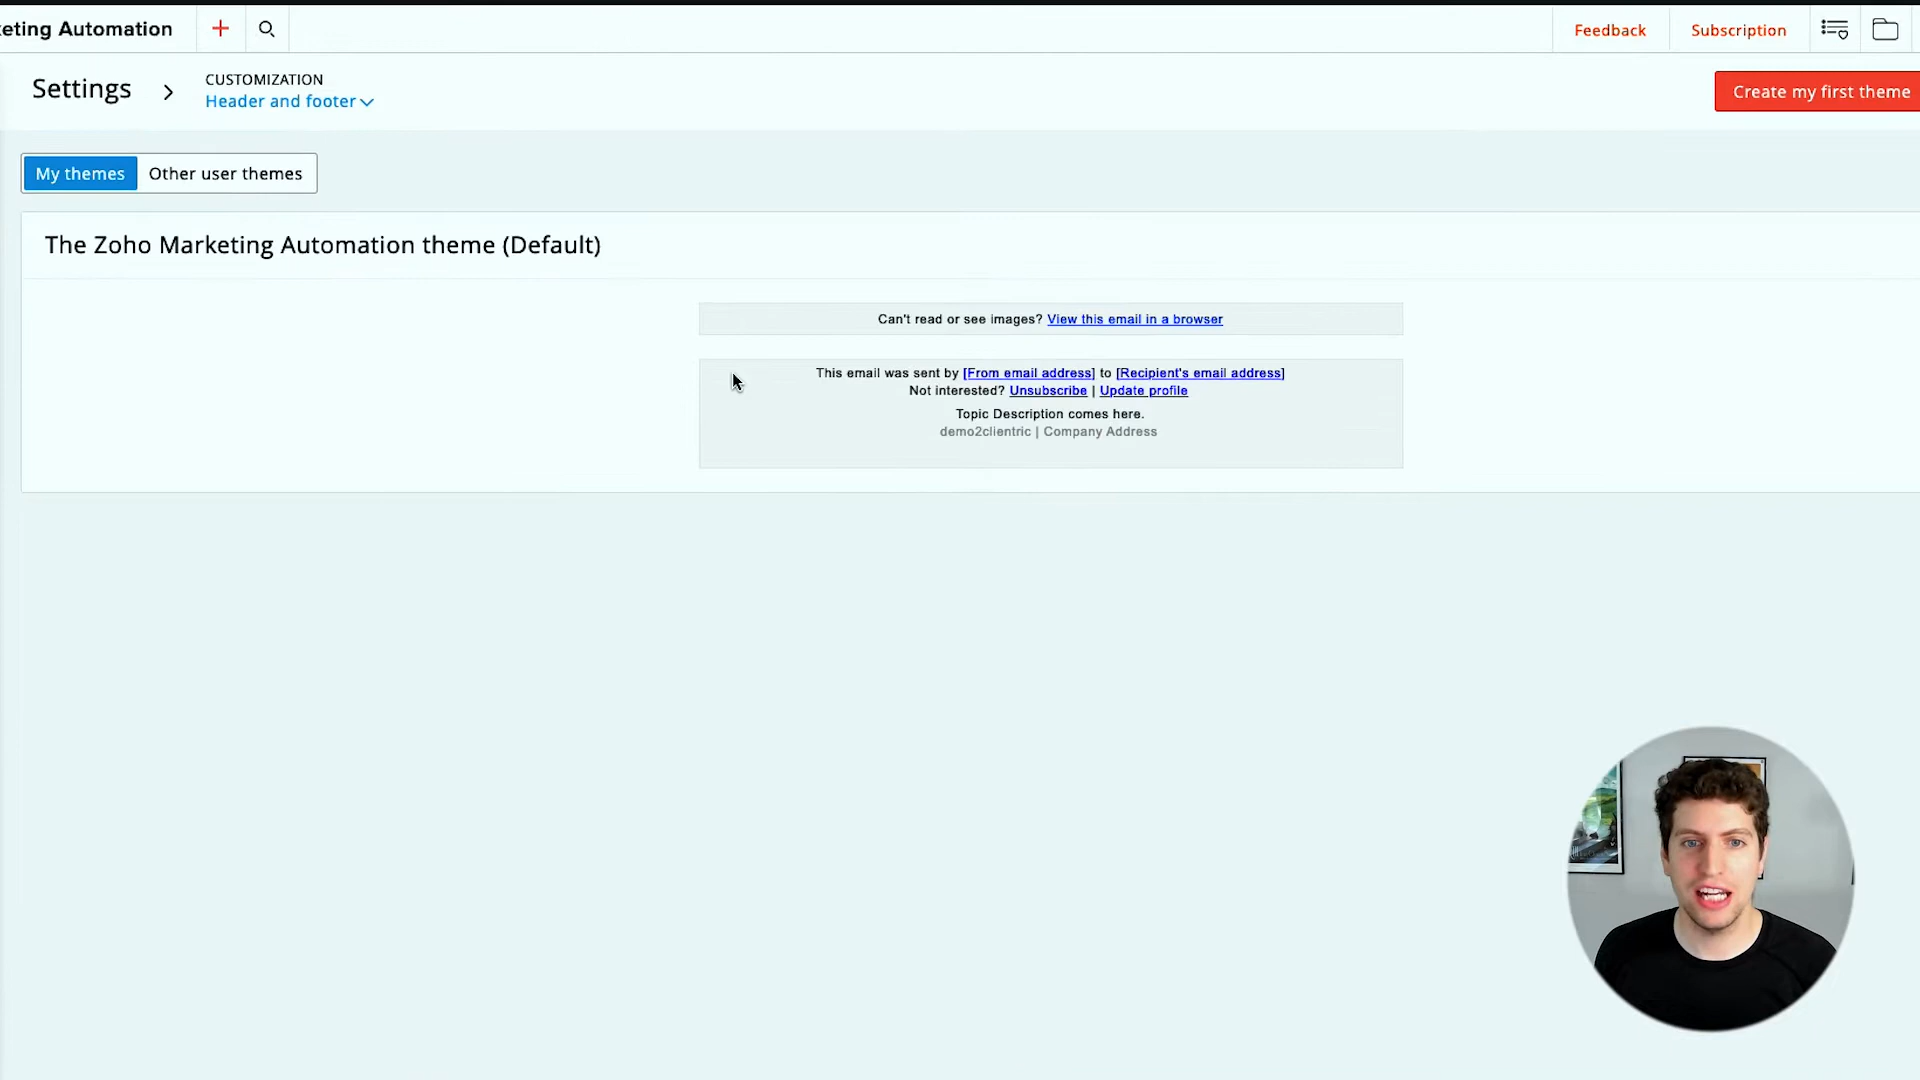 eting Automation
Feedback
Subscription
Settings
CUSTOMIZATION
Header and footer
Create my first theme
My themes
Other user themes
The Zoho Marketing Automation theme (Default)
Can't read or see images? View this email in a browser
This email was sent by [From email address] to [Recipient's email address]
Not interested? Unsubscribe | Update profile
Topic Description comes here.
demo2clientric | Company Address